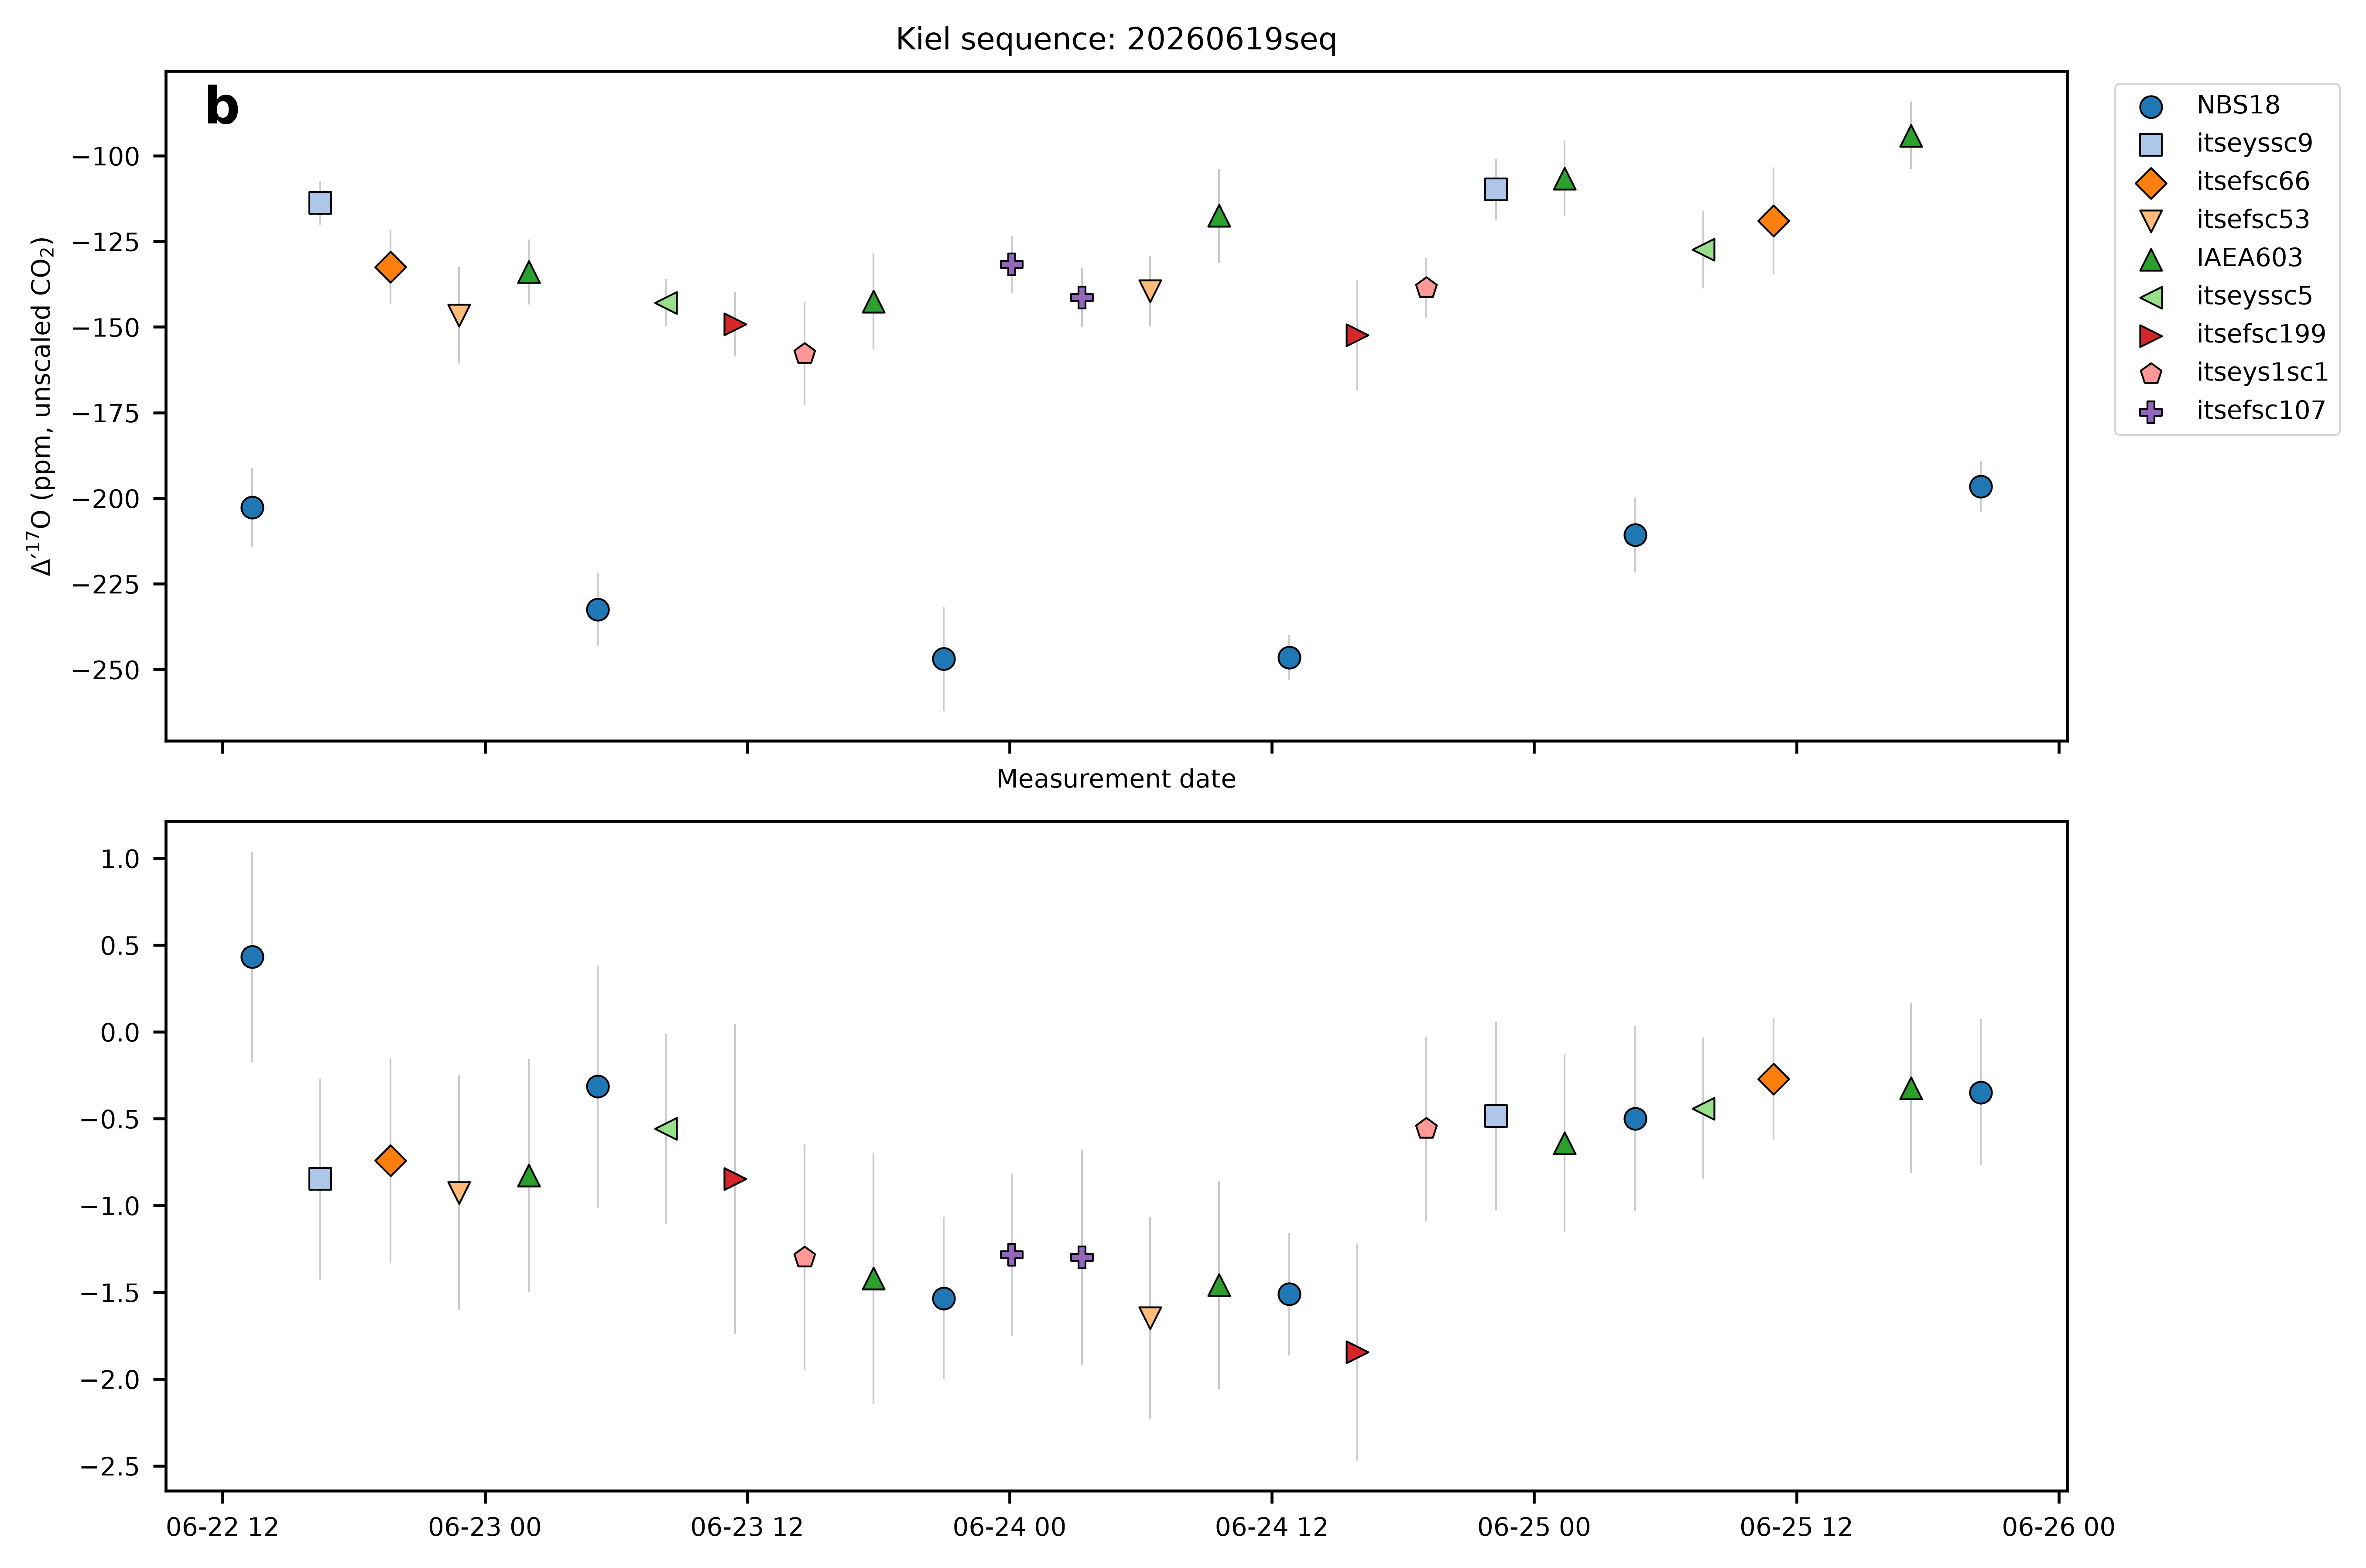 Kiel sequence: 20260619seq
b
Δ′¹⁷O (ppm, unscaled CO₂)
−100
−125
−150
−175
−200
−225
−250
NBS18
itseyssc9
itsefsc66
itsefsc53
IAEA603
itseyssc5
itsefsc199
itseys1sc1
itsefsc107
Measurement date
1.0
0.5
0.0
−0.5
−1.0
−1.5
−2.0
−2.5
06-22 12 06-23 00 06-23 12 06-24 00 06-24 12 06-25 00 06-25 12 06-26 00